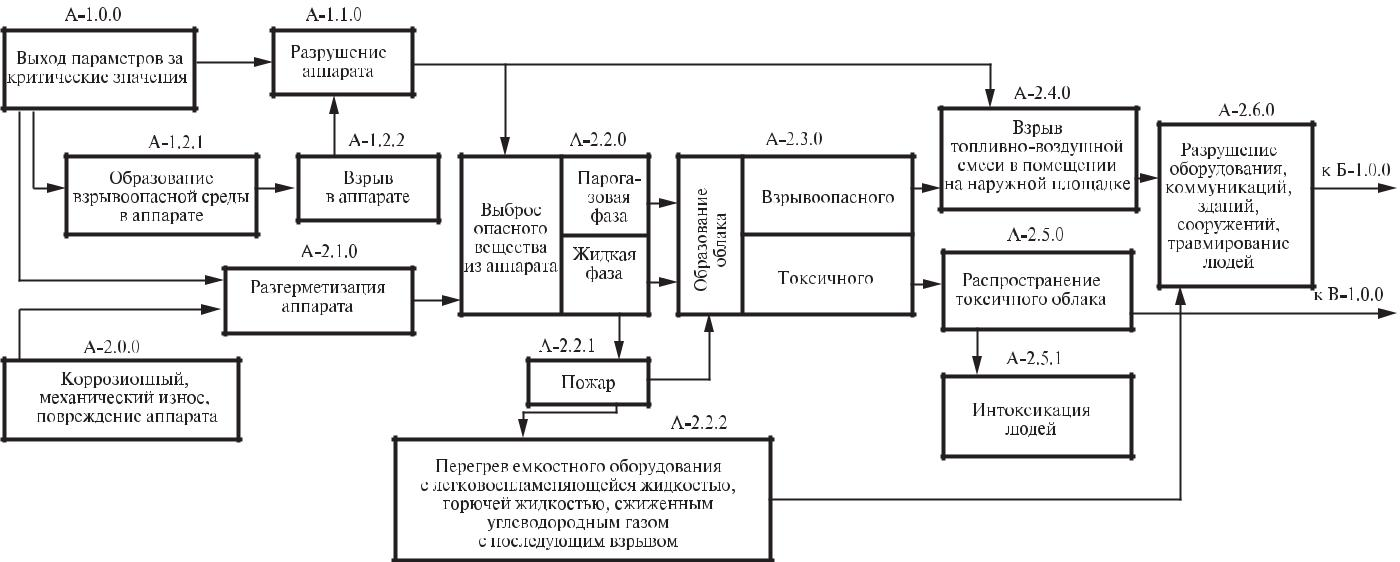 А-1.0.0
Выход параметров за
критические значения
А-1.1.0
Разрушение
аппарата
А-1.2.1
Образование
взрывоопасной среды
в аппарате
А-1.2.2
Взрыв
в аппарате
А-2.1.0
Разгерметизация
аппарата
А-2.0.0
Коррозионный,
механический износ,
повреждение аппарата
А-2.2.0
Выброс
опасного
вещества
из аппарата
Парога-
зовая
фаза
Жидкая
фаза
А-2.2.1
Пожар
А-2.2.2
Перегрев емкостного оборудования
с легковоспламеняющейся жидкостью,
горючей жидкостью, сжиженным
углеводородным газом
с последующим взрывом
А-2.3.0
Образование
облака
Взрывоопасного
Токсичного
А-2.4.0
Взрыв
топливно-воздушной
смеси в помещении
на наружной площадке
А-2.5.0
Распространение
токсичного облака
А-2.5.1
Интоксикация
людей
А-2.6.0
Разрушение
оборудования,
коммуникаций,
зданий,
сооружений,
травмирование
людей
к Б-1.0.0
к В-1.0.0